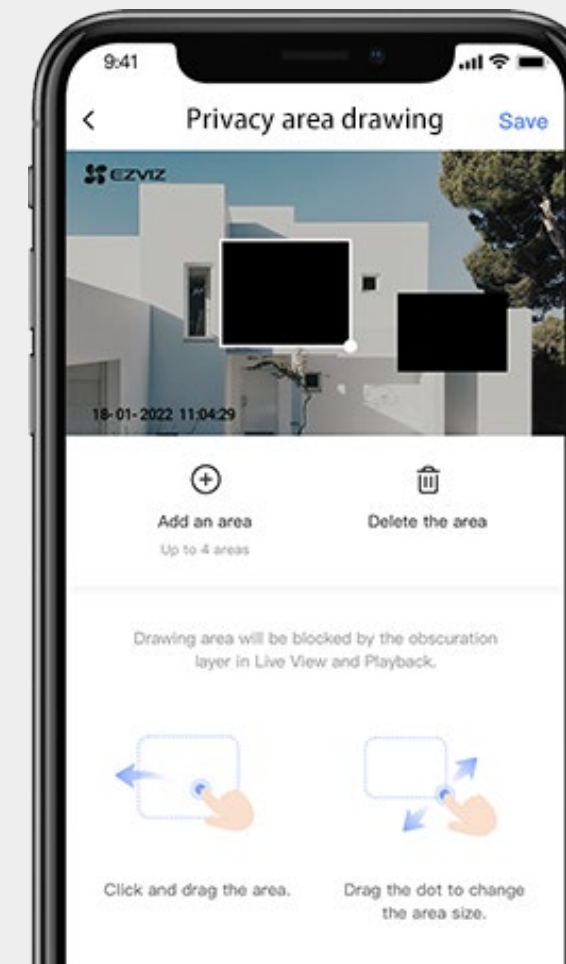 9:41
Privacy area drawing
Save
EZVIZ
18-01-2022 11:04:29
Add an area
Delete the area
Up to 4 areas
Drawing area will be blocked by the obscuration
layer in Live View and Playback.
Click and drag the area.
Drag the dot to change
the area size.